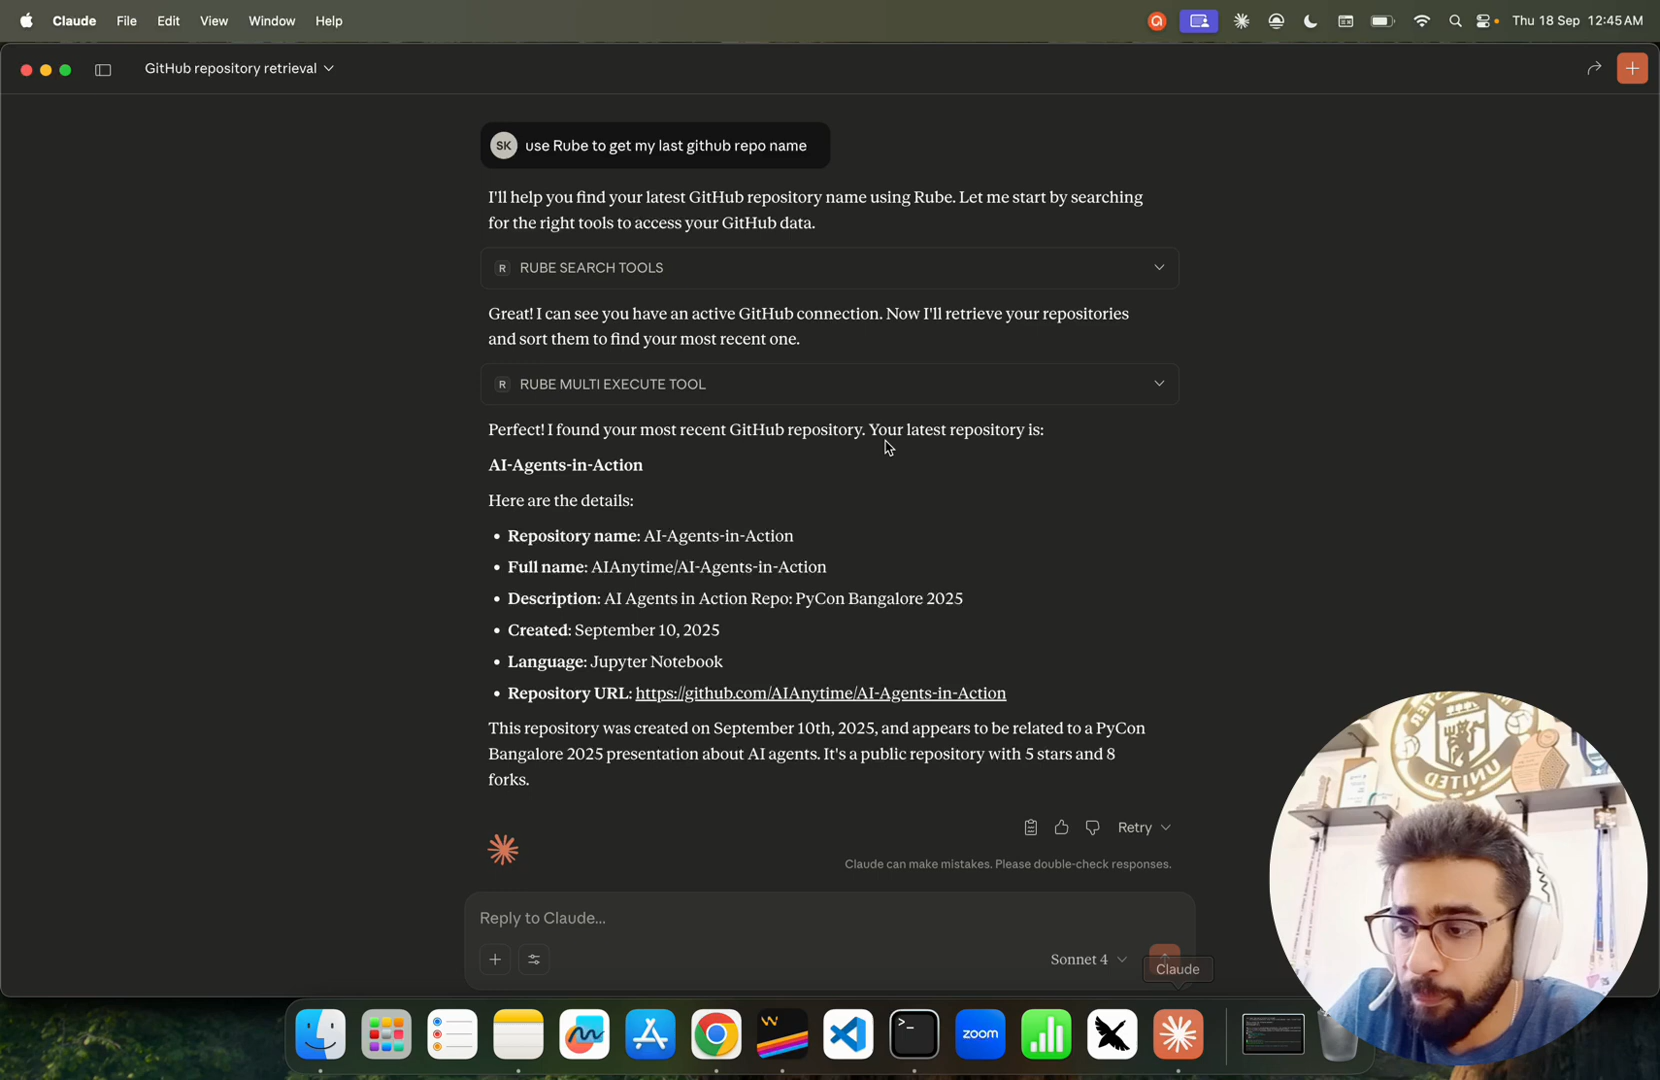 Claude File Edit View Window Help Thu 18 Sep 12:45 AM
GitHub repository retrieval
SK use Rube to get my last github repo name
I'll help you find your latest GitHub repository name using Rube. Let me start by searching
for the right tools to access your GitHub data.
R RUBE SEARCH TOOLS
Great! I can see you have an active GitHub connection. Now I'll retrieve your repositories
and sort them to find your most recent one.
R RUBE MULTI EXECUTE TOOL
Perfect! I found your most recent GitHub repository. Your latest repository is:
AI-Agents-in-Action
Here are the details:
• Repository name: AI-Agents-in-Action
• Full name: AIAnytime/AI-Agents-in-Action
• Description: AI Agents in Action Repo: PyCon Bangalore 2025
• Created: September 10, 2025
• Language: Jupyter Notebook
• Repository URL: https://github.com/AIAnytime/AI-Agents-in-Action
This repository was created on September 10th, 2025, and appears to be related to a PyCon
Bangalore 2025 presentation about AI agents. It's a public repository with 5 stars and 8
forks.
Retry
Claude can make mistakes. Please double-check responses.
Reply to Claude...
Sonnet 4
Claude
UNITED
zoom